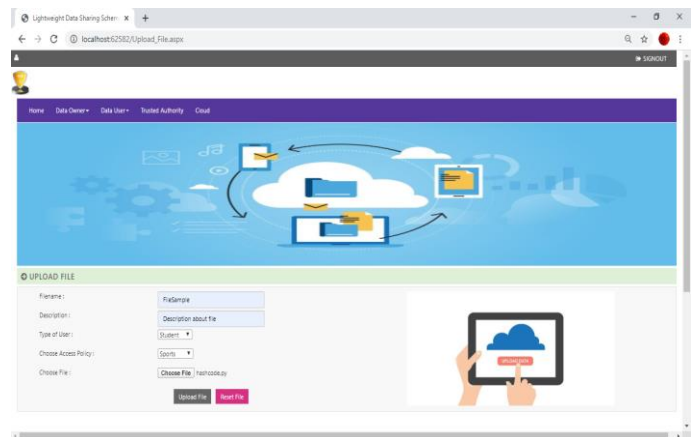 Lightweight Data Sharing Schem
localhost:62582/Upload_File.aspx
SIGNOUT
Home Data Owner Data User Trusted Authority Cloud
UPLOAD FILE
Filename :
FileSample
Description :
Description about file
Type of User :
Student
Choose Access Policy :
Sports
Choose File :
Choose File hashcode.py
Upload File Reset File
UPLOAD DATA